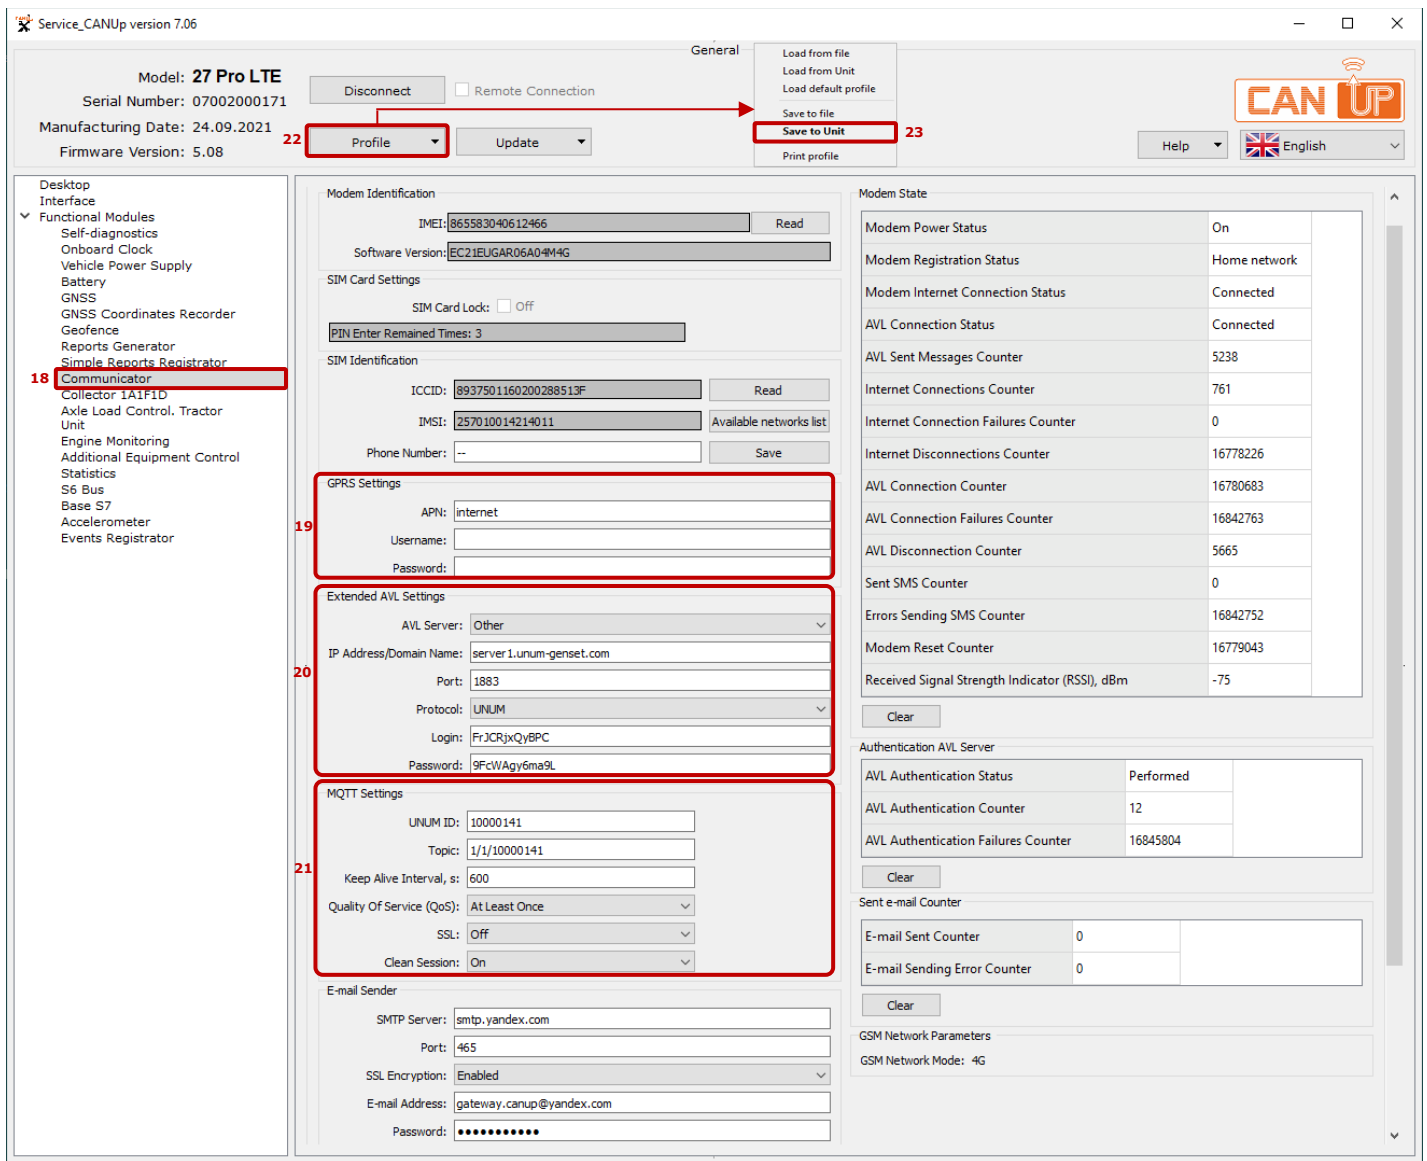 Service_CANUp version 7.06
General
Model: 27 Pro LTE
Serial Number: 07002000171
Manufacturing Date: 24.09.2021
Firmware Version: 5.08
Disconnect
Remote Connection
22
Profile
Update
Load from file
Load from Unit
Load default profile
Save to file
Save to Unit
23
Print profile
CAN UP
Help
English
Desktop
Interface
Functional Modules
Self-diagnostics
Onboard Clock
Vehicle Power Supply
Battery
GNSS
GNSS Coordinates Recorder
Geofence
Reports Generator
Simple Reports Registrator
18
Communicator
Collector 1A1F1D
Axle Load Control. Tractor
Unit
Engine Monitoring
Additional Equipment Control
Statistics
S6 Bus
Base S7
Accelerometer
Events Registrator
Modem Identification
IMEI: 865583040612466 Read
Software Version: EC21EUGAR06A04M4G
SIM Card Settings
SIM Card Lock: Off
PIN Enter Remained Times: 3
SIM Identification
ICCID: 8937501160200288513F Read
IMSI: 257010014214011 Available networks list
Phone Number: -- Save
GPRS Settings
19
APN: internet
Username:
Password:
Extended AVL Settings
20
AVL Server: Other
IP Address/Domain Name: server1.unum-genset.com
Port: 1883
Protocol: UNUM
Login: FrJCRjxQyBPC
Password: 9FcWAgy6ma9L
MQTT Settings
21
UNUM ID: 10000141
Topic: 1/1/10000141
Keep Alive Interval, s: 600
Quality Of Service (QoS): At Least Once
SSL: Off
Clean Session: On
E-mail Sender
SMTP Server: smtp.yandex.com
Port: 465
SSL Encryption: Enabled
E-mail Address: gateway.canup@yandex.com
Password: ●●●●●●●●●●●
Modem State
Modem Power Status On
Modem Registration Status Home network
Modem Internet Connection Status Connected
AVL Connection Status Connected
AVL Sent Messages Counter 5238
Internet Connections Counter 761
Internet Connection Failures Counter 0
Internet Disconnections Counter 16778226
AVL Connection Counter 16780683
AVL Connection Failures Counter 16842763
AVL Disconnection Counter 5665
Sent SMS Counter 0
Errors Sending SMS Counter 16842752
Modem Reset Counter 16779043
Received Signal Strength Indicator (RSSI), dBm -75
Clear
Authentication AVL Server
AVL Authentication Status Performed
AVL Authentication Counter 12
AVL Authentication Failures Counter 16845804
Clear
Sent e-mail Counter
E-mail Sent Counter 0
E-mail Sending Error Counter 0
Clear
GSM Network Parameters
GSM Network Mode: 4G